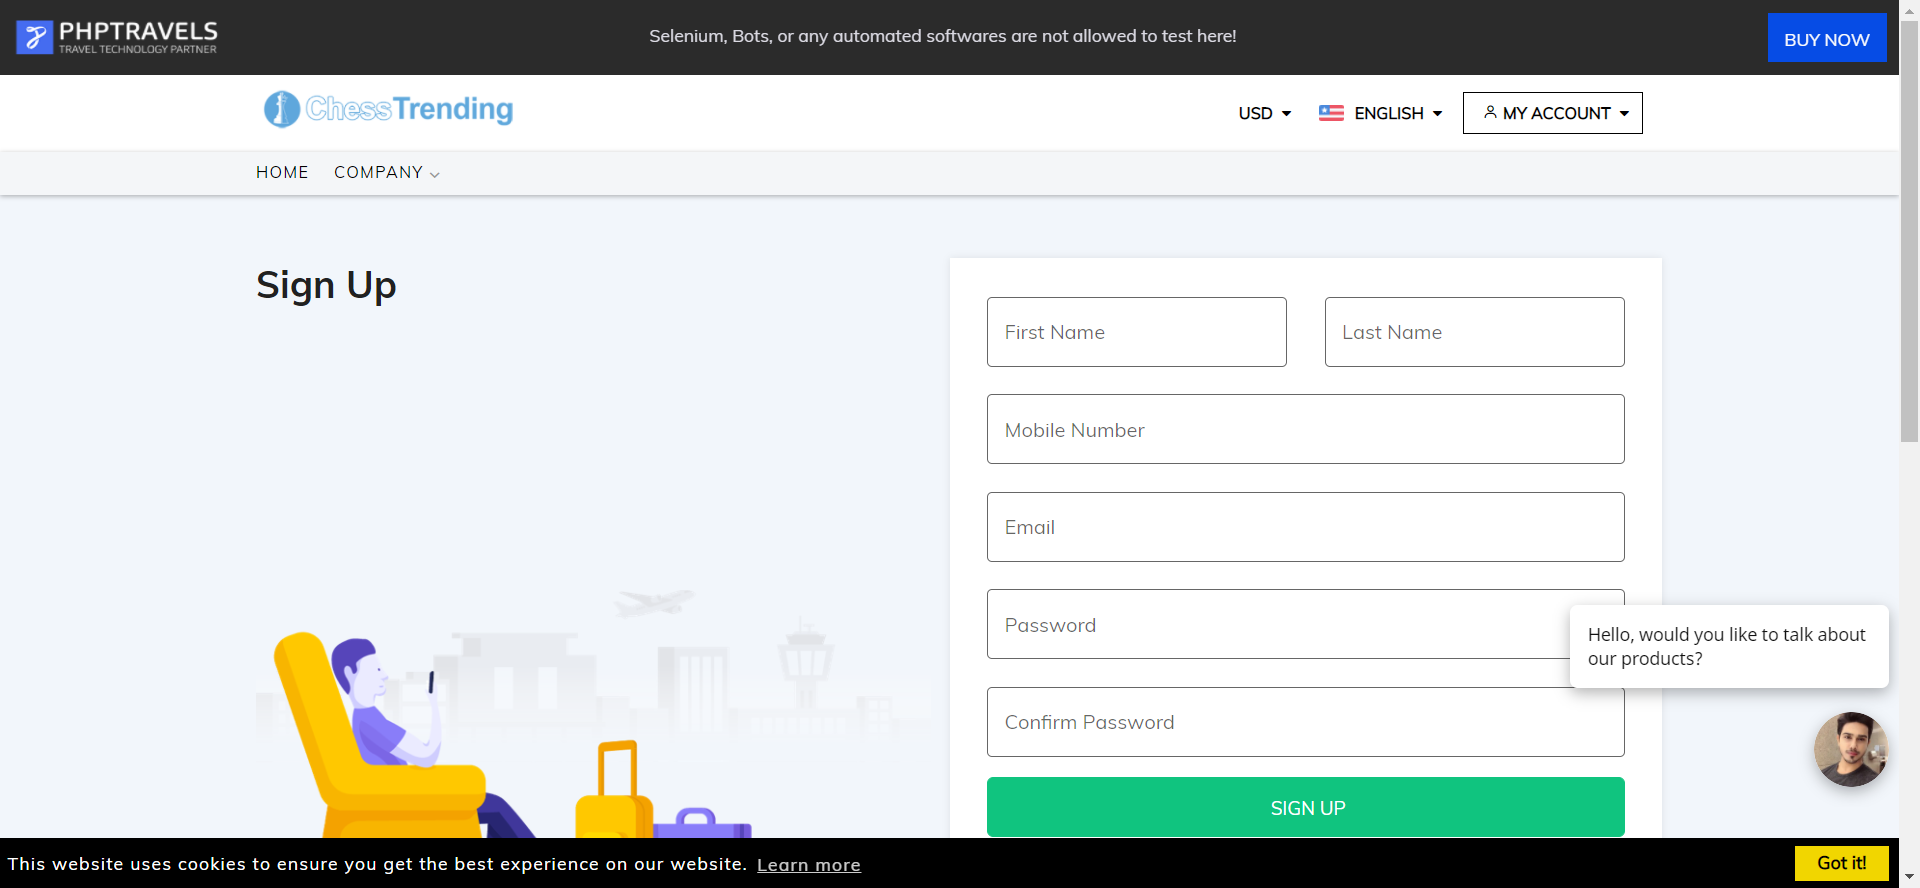 PHPTRAVELS
TRAVEL TECHNOLOGY PARTNER
Selenium, Bots, or any automated softwares are not allowed to test here!
BUY NOW
ChessTrending
USD
ENGLISH
MY ACCOUNT
HOME
COMPANY
Sign Up
First Name
Last Name
Mobile Number
Email
Password
Hello, would you like to talk about
our products?
Confirm Password
SIGN UP
This website uses cookies to ensure you get the best experience on our website. Learn more
Got it!